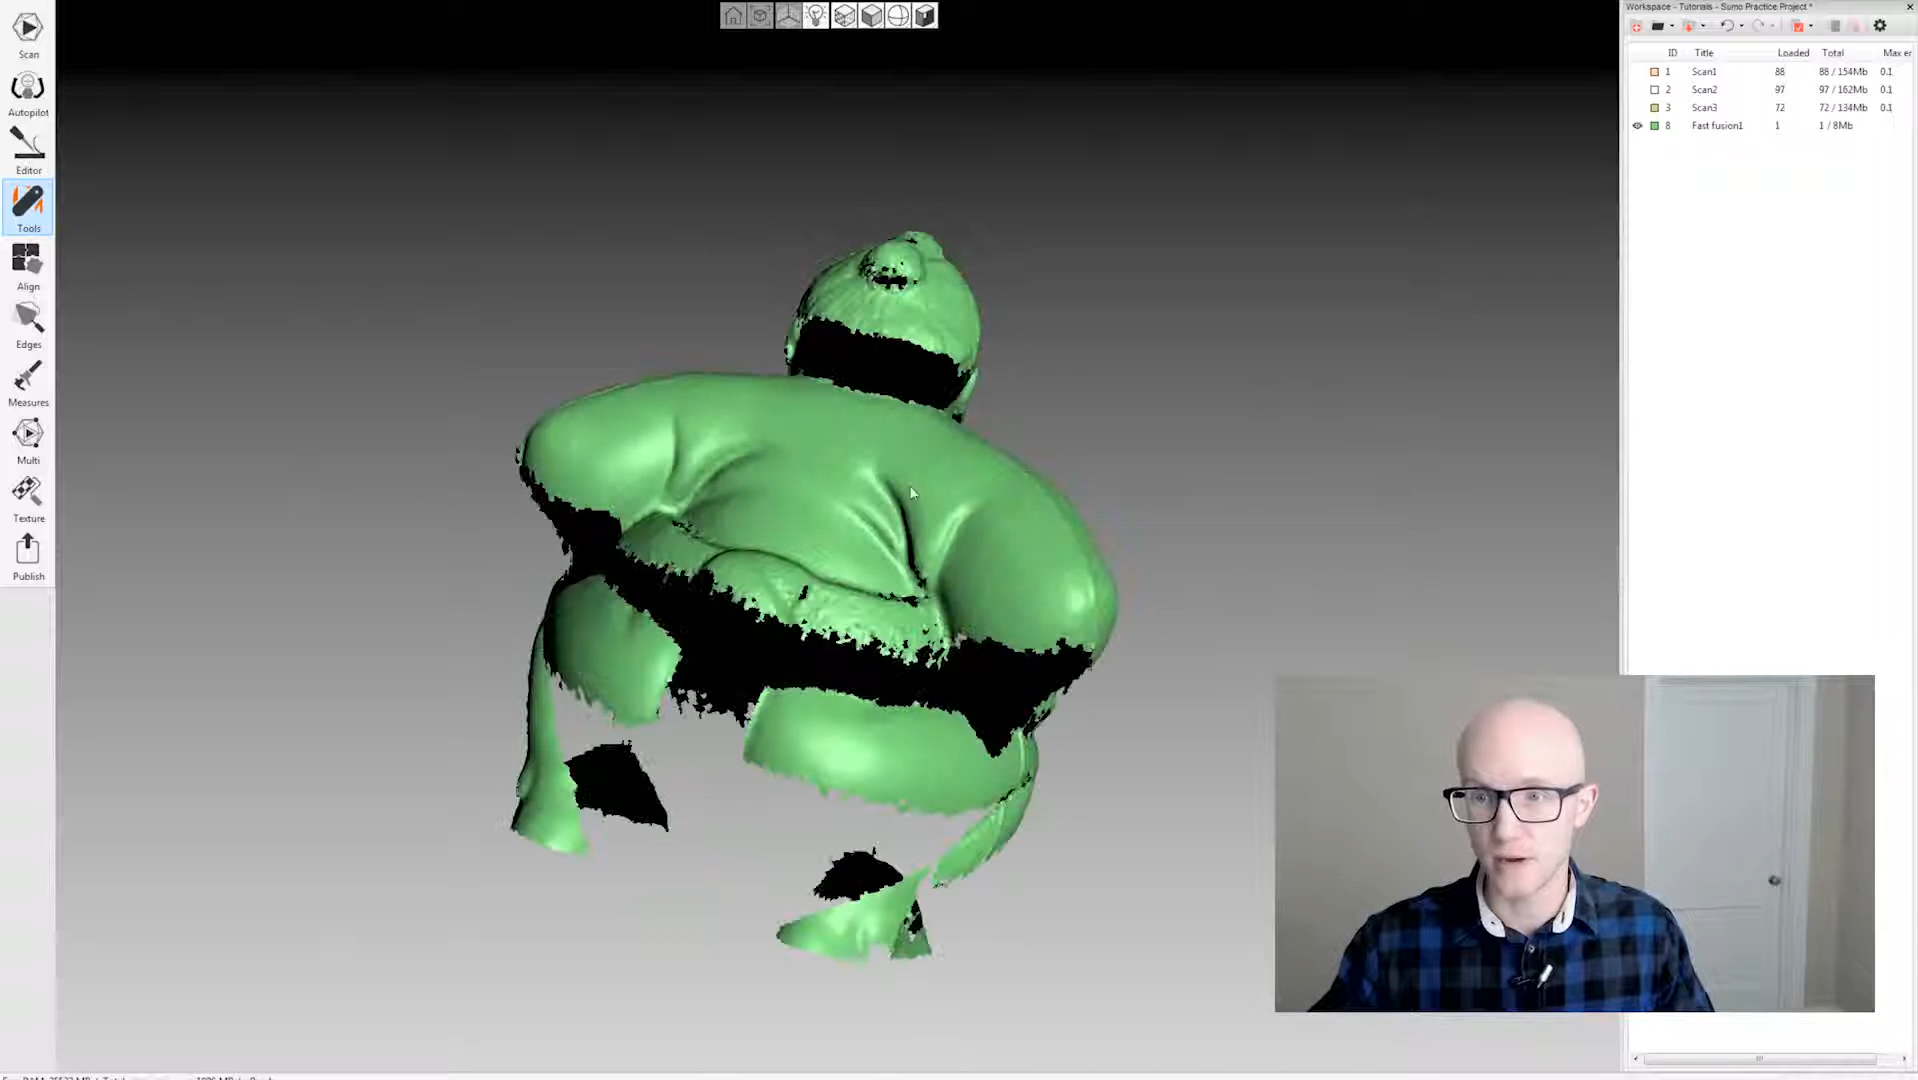 Workspace - Tutorials - Sumo Practice Project *
Scan
Autopilot
Editor
Tools
Align
Edges
Measures
Multi
Texture
Publish
ID Title Loaded Total Max er
1 Scan1 88 88 / 154Mb 0.1
2 Scan2 97 97 / 162Mb 0.1
3 Scan3 72 72 / 134Mb 0.1
8 Fast fusion1 1 1 / 8Mb